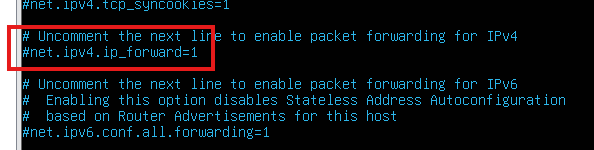 #net.ipv4.tcp_syncookies=1
# Uncomment the next line to enable packet forwarding for IPv4
#net.ipv4.ip_forward=1
# Uncomment the next line to enable packet forwarding for IPv6
#  Enabling this option disables Stateless Address Autoconfiguration
#  based on Router Advertisements for this host
#net.ipv6.conf.all.forwarding=1